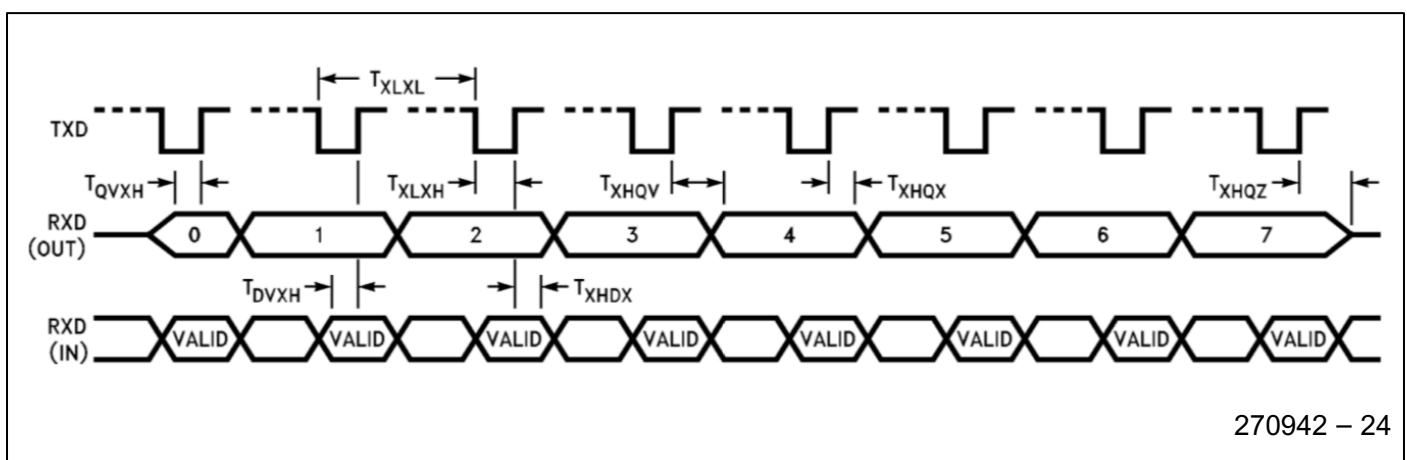 T_XLXL
TXD
T_QVXH T_XLXH T_XHQV T_XHQX T_XHQZ
RXD
(OUT) 0 1 2 3 4 5 6 7
T_DVXH T_XHDX
RXD
(IN) VALID VALID VALID VALID VALID VALID VALID VALID
270942 – 24